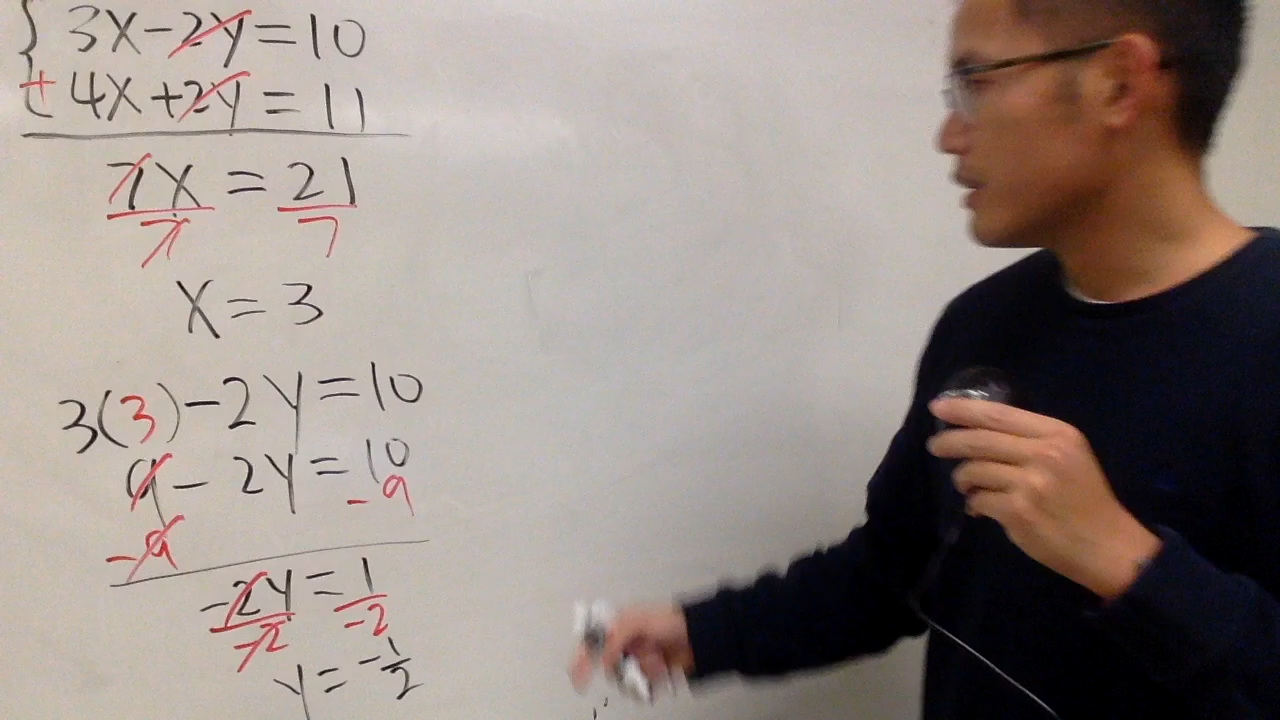 { 3x-2y=10
+ 4x+2y=11
7x/7 = 21/7
x=3
3(3)-2y=10
9-2y=10
-9 -9
-2y/-2 = 1/-2
y=-1/2